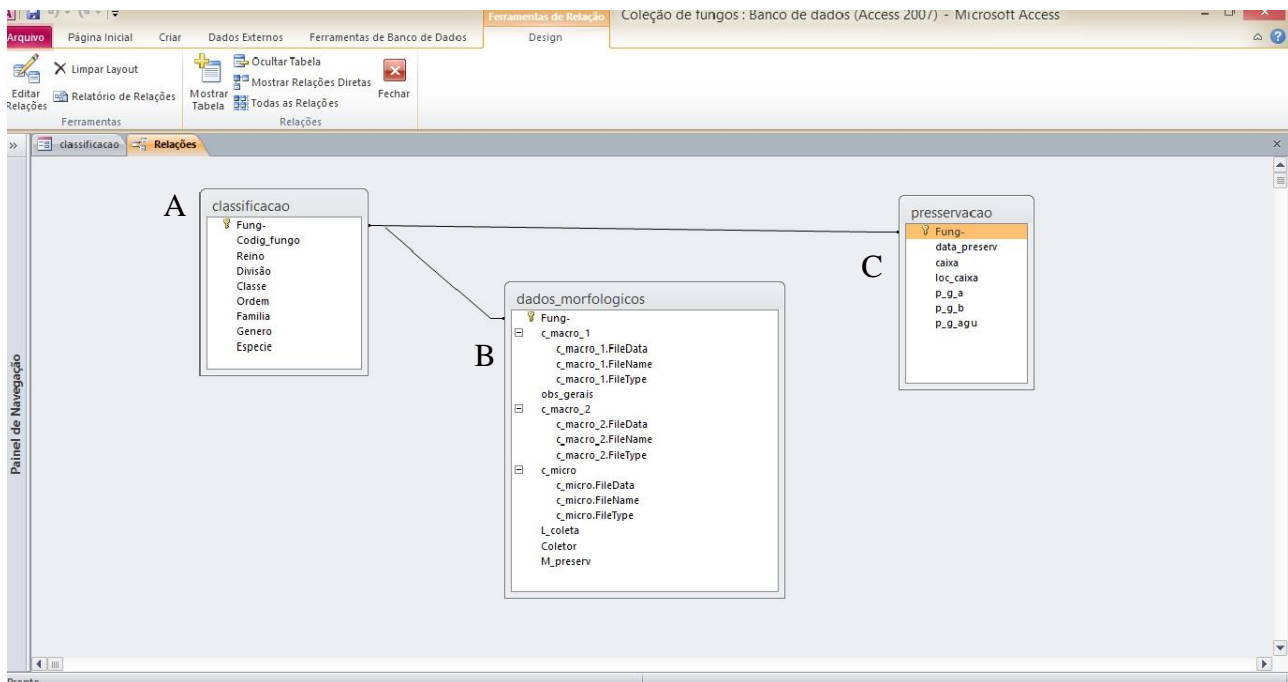 Ferramentas de Relação
Coleção de fungos : Banco de dados (Access 2007) - Microsoft Access
Arquivo
Página Inicial
Criar
Dados Externos
Ferramentas de Banco de Dados
Design
Editar Relações
Limpar Layout
Relatório de Relações
Ferramentas
Mostrar Tabela
Ocultar Tabela
Mostrar Relações Diretas
Todas as Relações
Relações
Fechar
classificacao
Relações
Painel de Navegação
A
classificacao
Fung-
Codig_fungo
Reino
Divisão
Classe
Ordem
Familia
Genero
Especie
B
dados_morfologicos
Fung-
c_macro_1
c_macro_1.FileData
c_macro_1.FileName
c_macro_1.FileType
obs_gerais
c_macro_2
c_macro_2.FileData
c_macro_2.FileName
c_macro_2.FileType
c_micro
c_micro.FileData
c_micro.FileName
c_micro.FileType
L_coleta
Coletor
M_preserv
C
presservacao
Fung-
data_preserv
caixa
loc_caixa
p_g_a
p_g_b
p_g_agu
Pronto